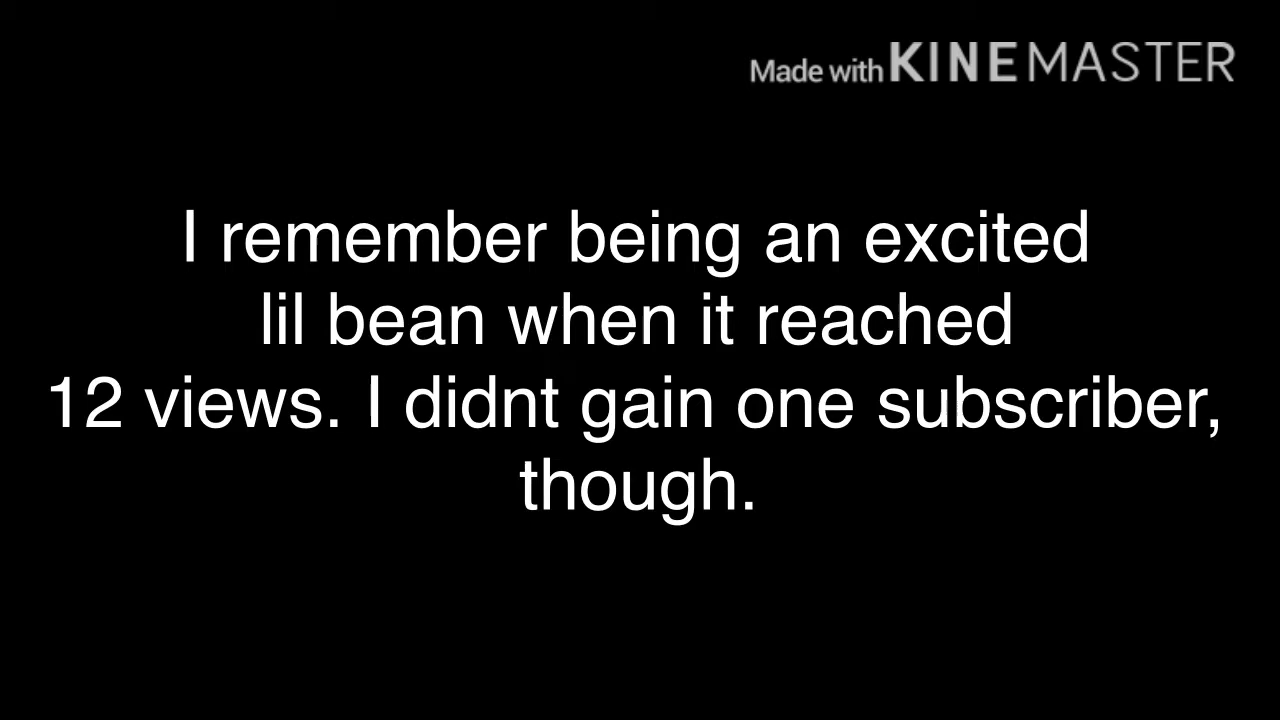 Made with KINEMASTER
I remember being an excited
lil bean when it reached
12 views. I didnt gain one subscriber,
though.